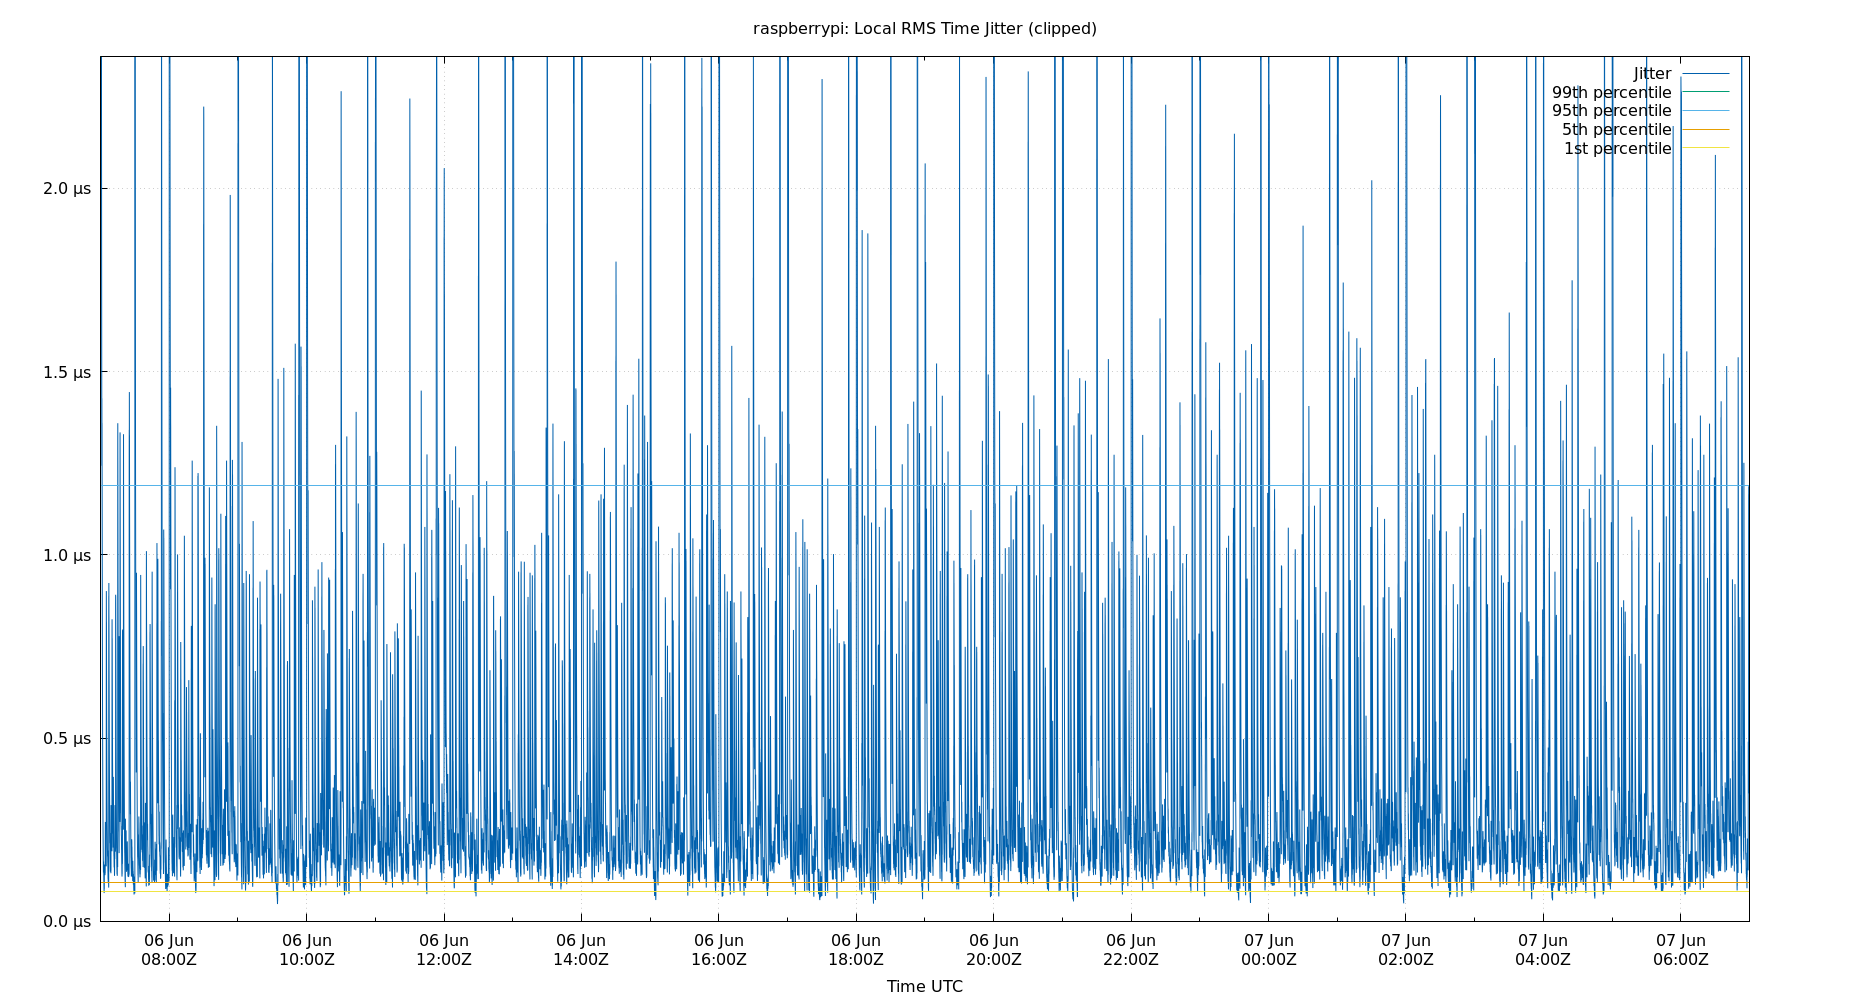 raspberrypi: Local RMS Time Jitter (clipped)
Jitter
99th percentile
95th percentile
5th percentile
1st percentile
2.0 µs
1.5 µs
1.0 µs
0.5 µs
0.0 µs
06 Jun 06 Jun 06 Jun 06 Jun 06 Jun 06 Jun 06 Jun 06 Jun 07 Jun 07 Jun 07 Jun 07 Jun
08:00Z 10:00Z 12:00Z 14:00Z 16:00Z 18:00Z 20:00Z 22:00Z 00:00Z 02:00Z 04:00Z 06:00Z
Time UTC